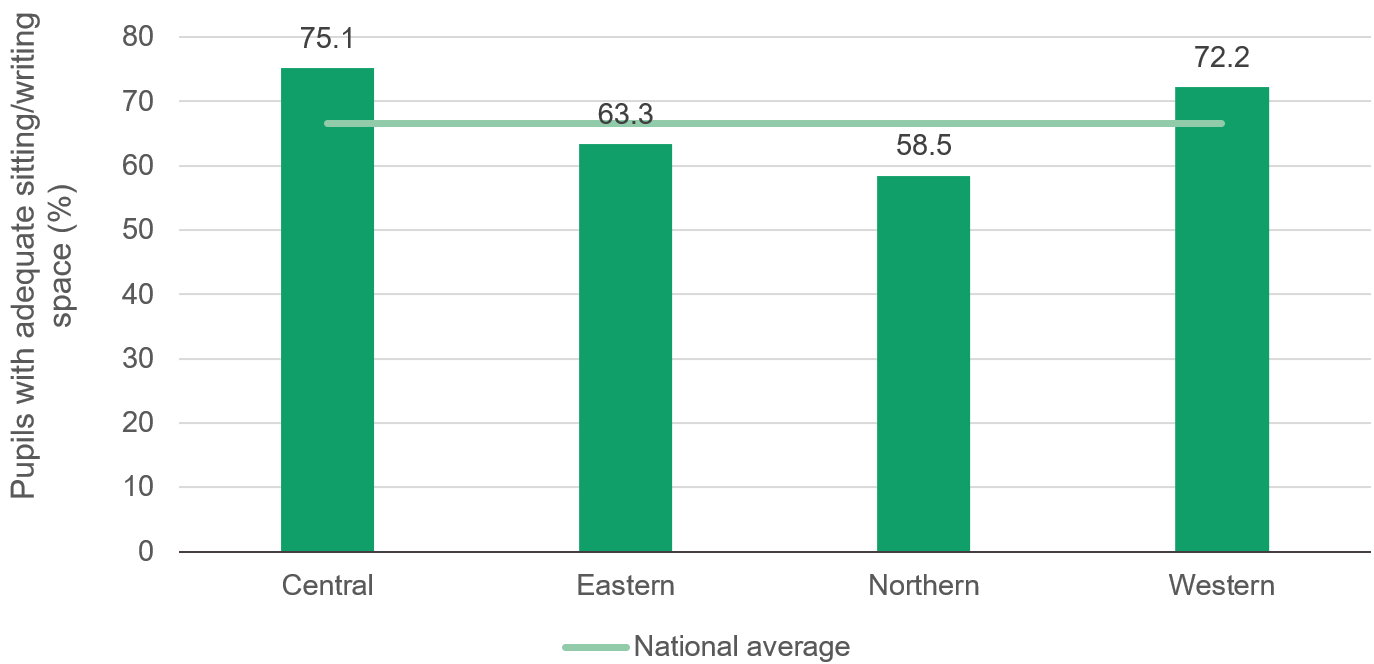 Pupils with adequate sitting/writing
space (%)
80
70
60
50
40
30
20
10
0
75.1
63.3
58.5
72.2
Central
Eastern
Northern
Western
National average